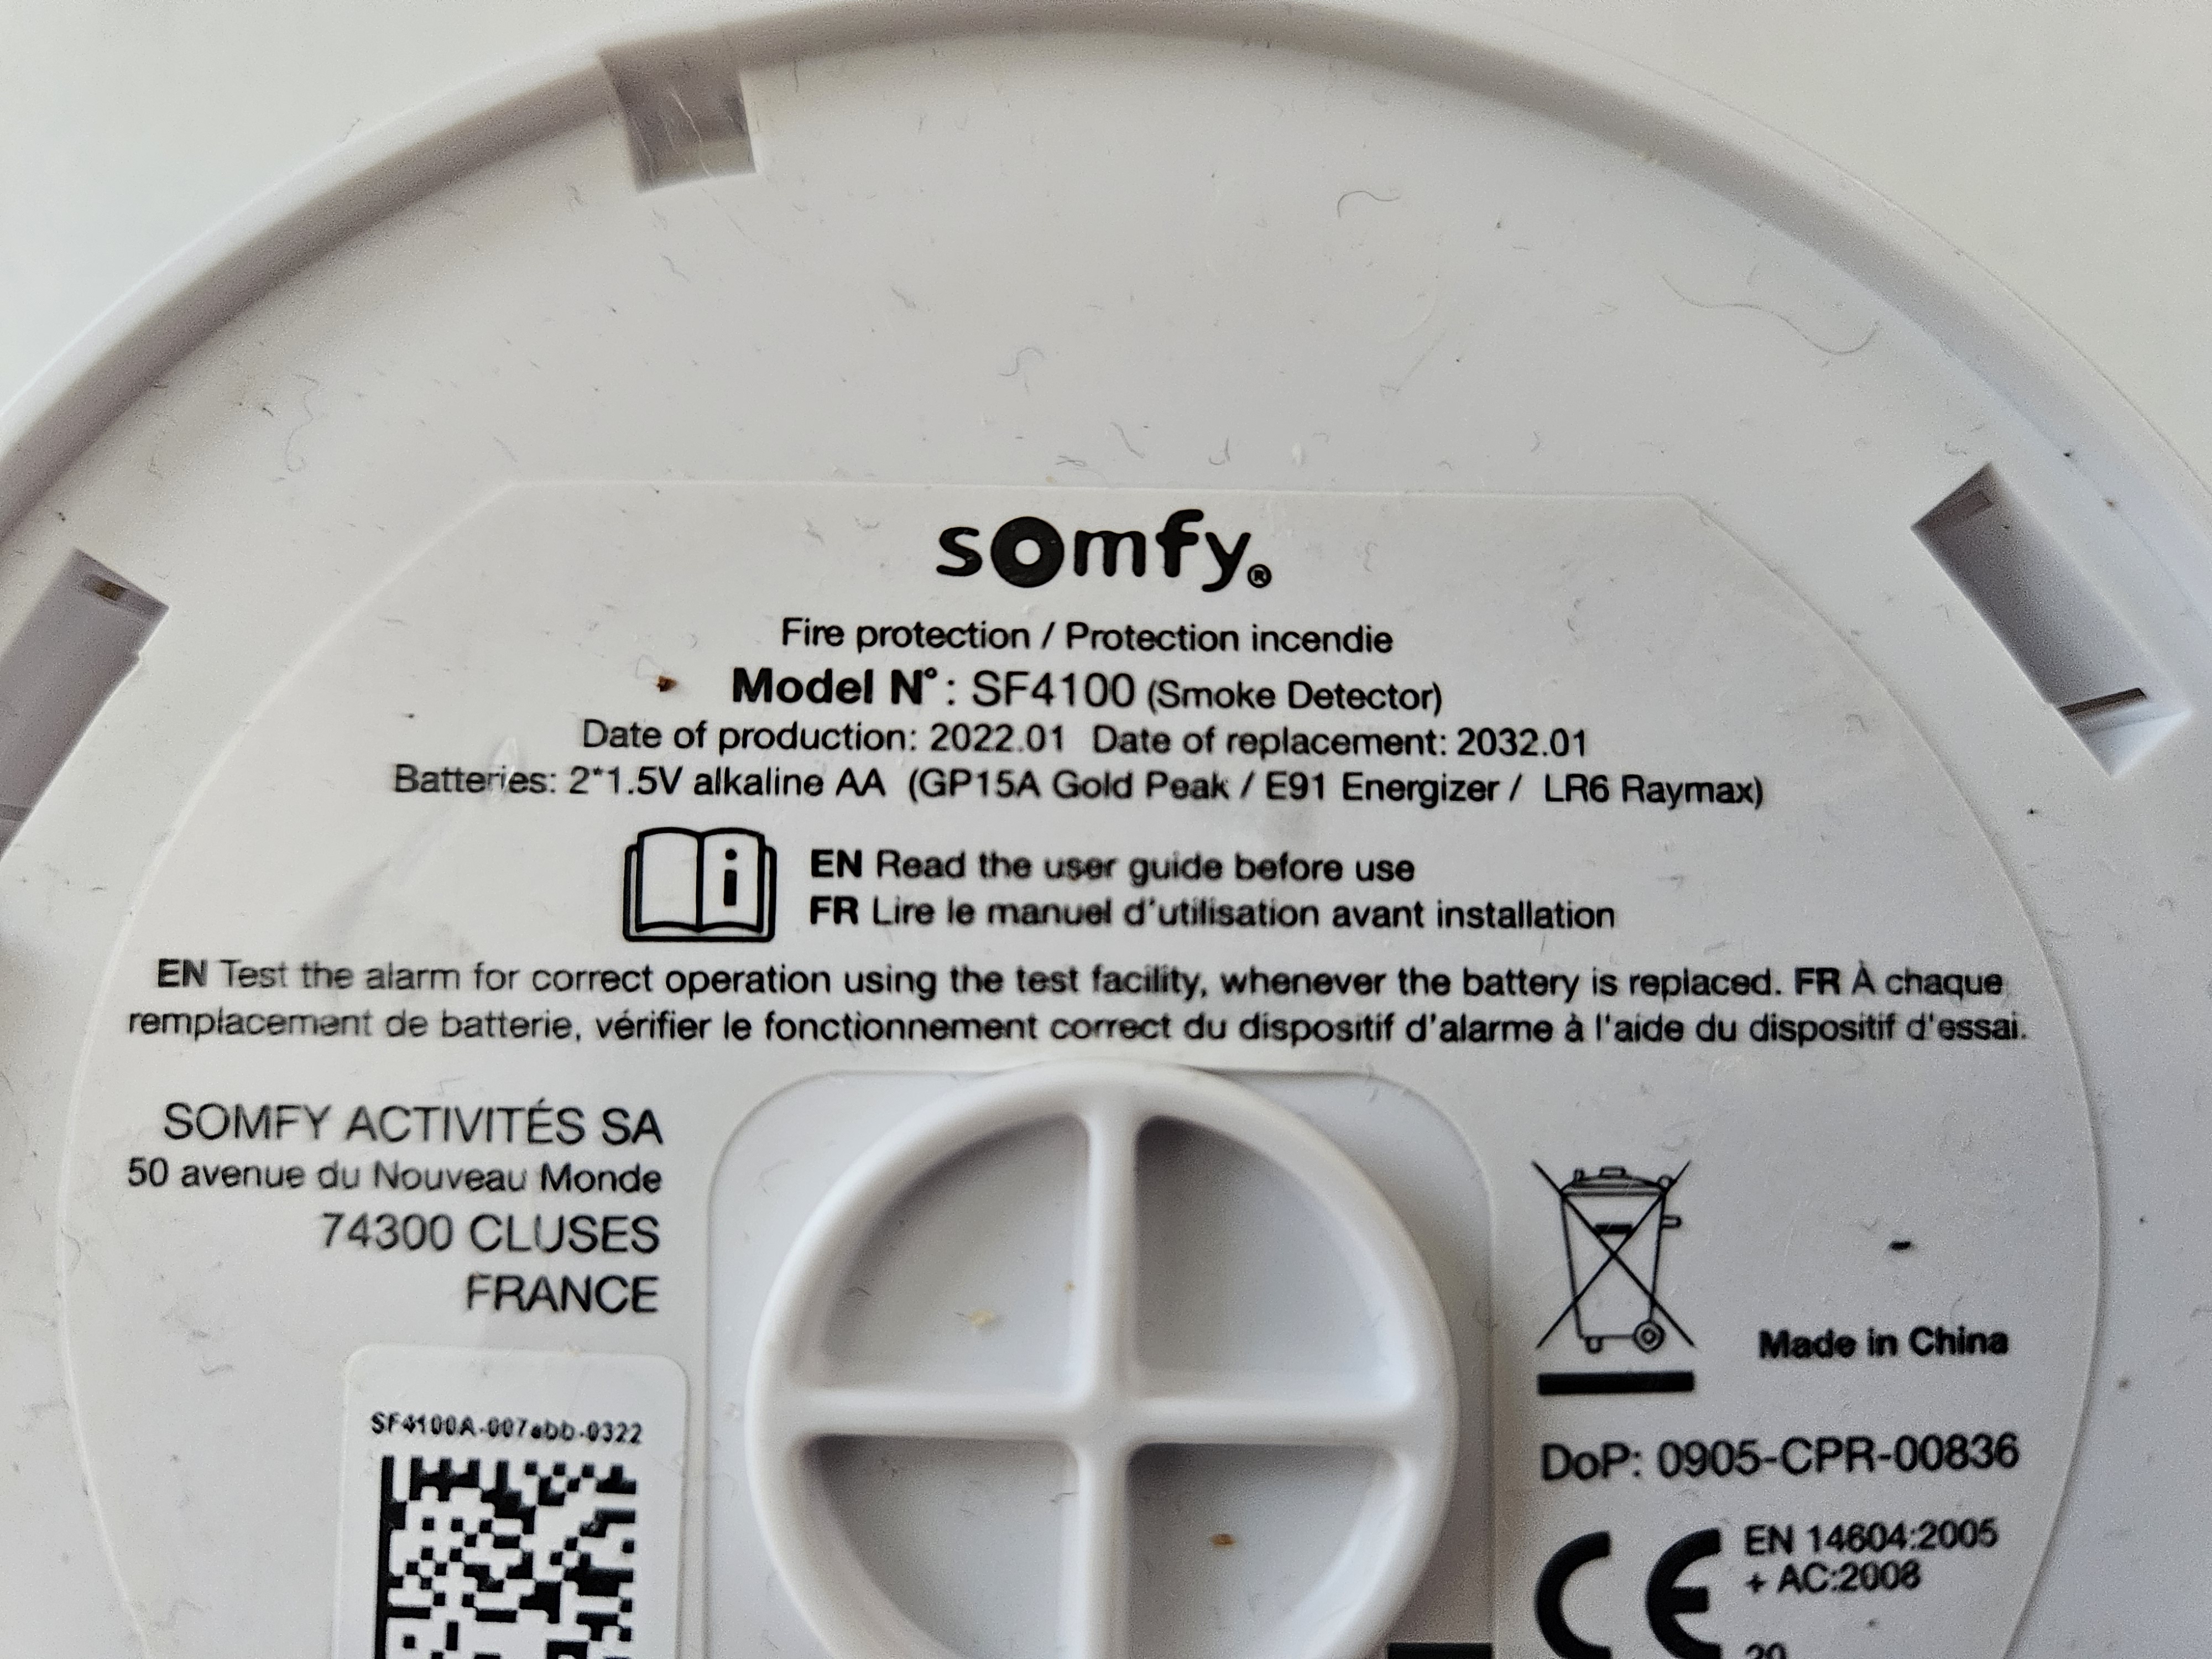 somfy®
Fire protection / Protection incendie
Model N°: SF4100 (Smoke Detector)
Date of production: 2022.01 Date of replacement: 2032.01
Batteries: 2*1.5V alkaline AA (GP15A Gold Peak / E91 Energizer / LR6 Raymax)
EN Read the user guide before use
FR Lire le manuel d'utilisation avant installation
EN Test the alarm for correct operation using the test facility, whenever the battery is replaced. FR À chaque
remplacement de batterie, vérifier le fonctionnement correct du dispositif d'alarme à l'aide du dispositif d'essai.
SOMFY ACTIVITÉS SA
50 avenue du Nouveau Monde
74300 CLUSES
FRANCE
SF4100A-007abb-0322
Made in China
DoP: 0905-CPR-00836
CE
EN 14604:2005
+ AC:2008